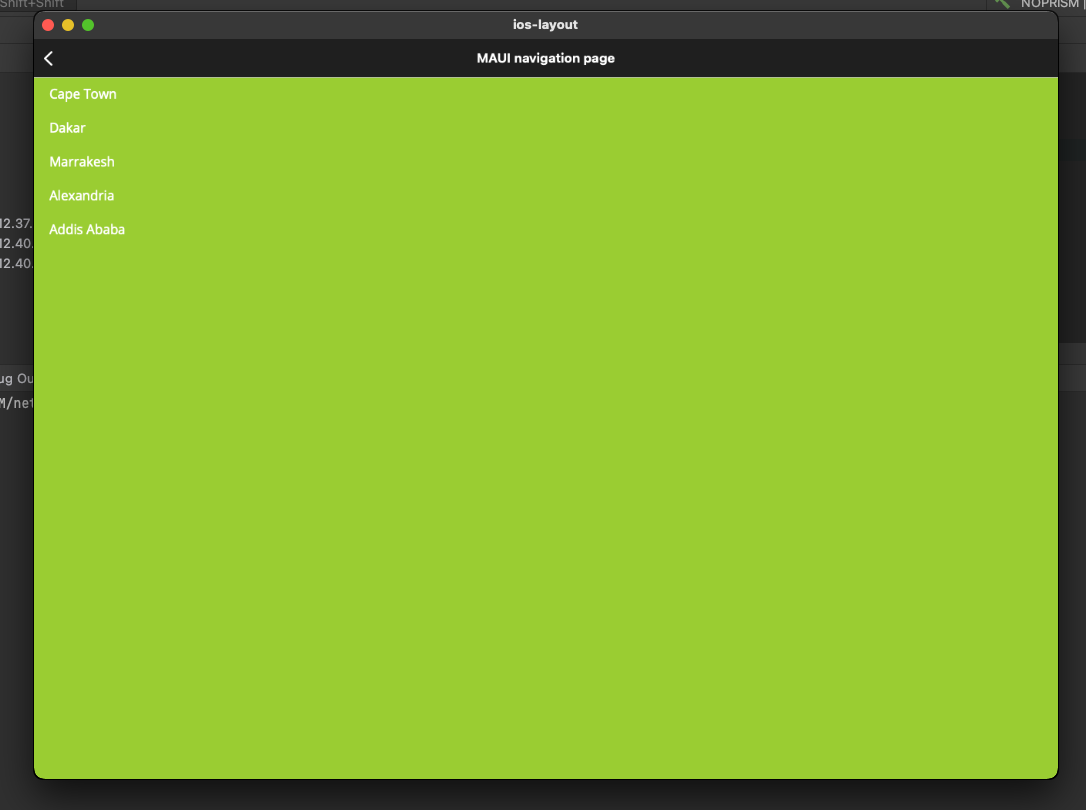 Shift+Shift
NOPRISM
ios-layout
MAUI navigation page
Cape Town
Dakar
Marrakesh
Alexandria
Addis Ababa
12.37.
12.40.
12.40.
ug Ou
M/net